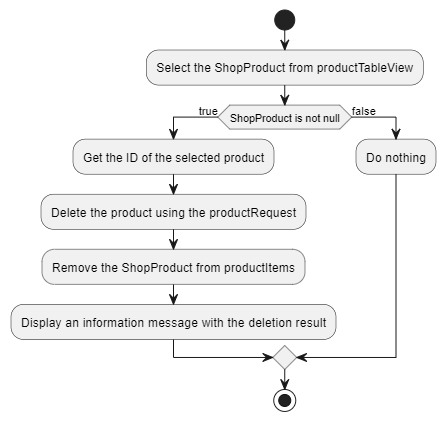 Select the ShopProduct from productTableView
true
ShopProduct is not null
false
Get the ID of the selected product
Do nothing
Delete the product using the productRequest
Remove the ShopProduct from productItems
Display an information message with the deletion result